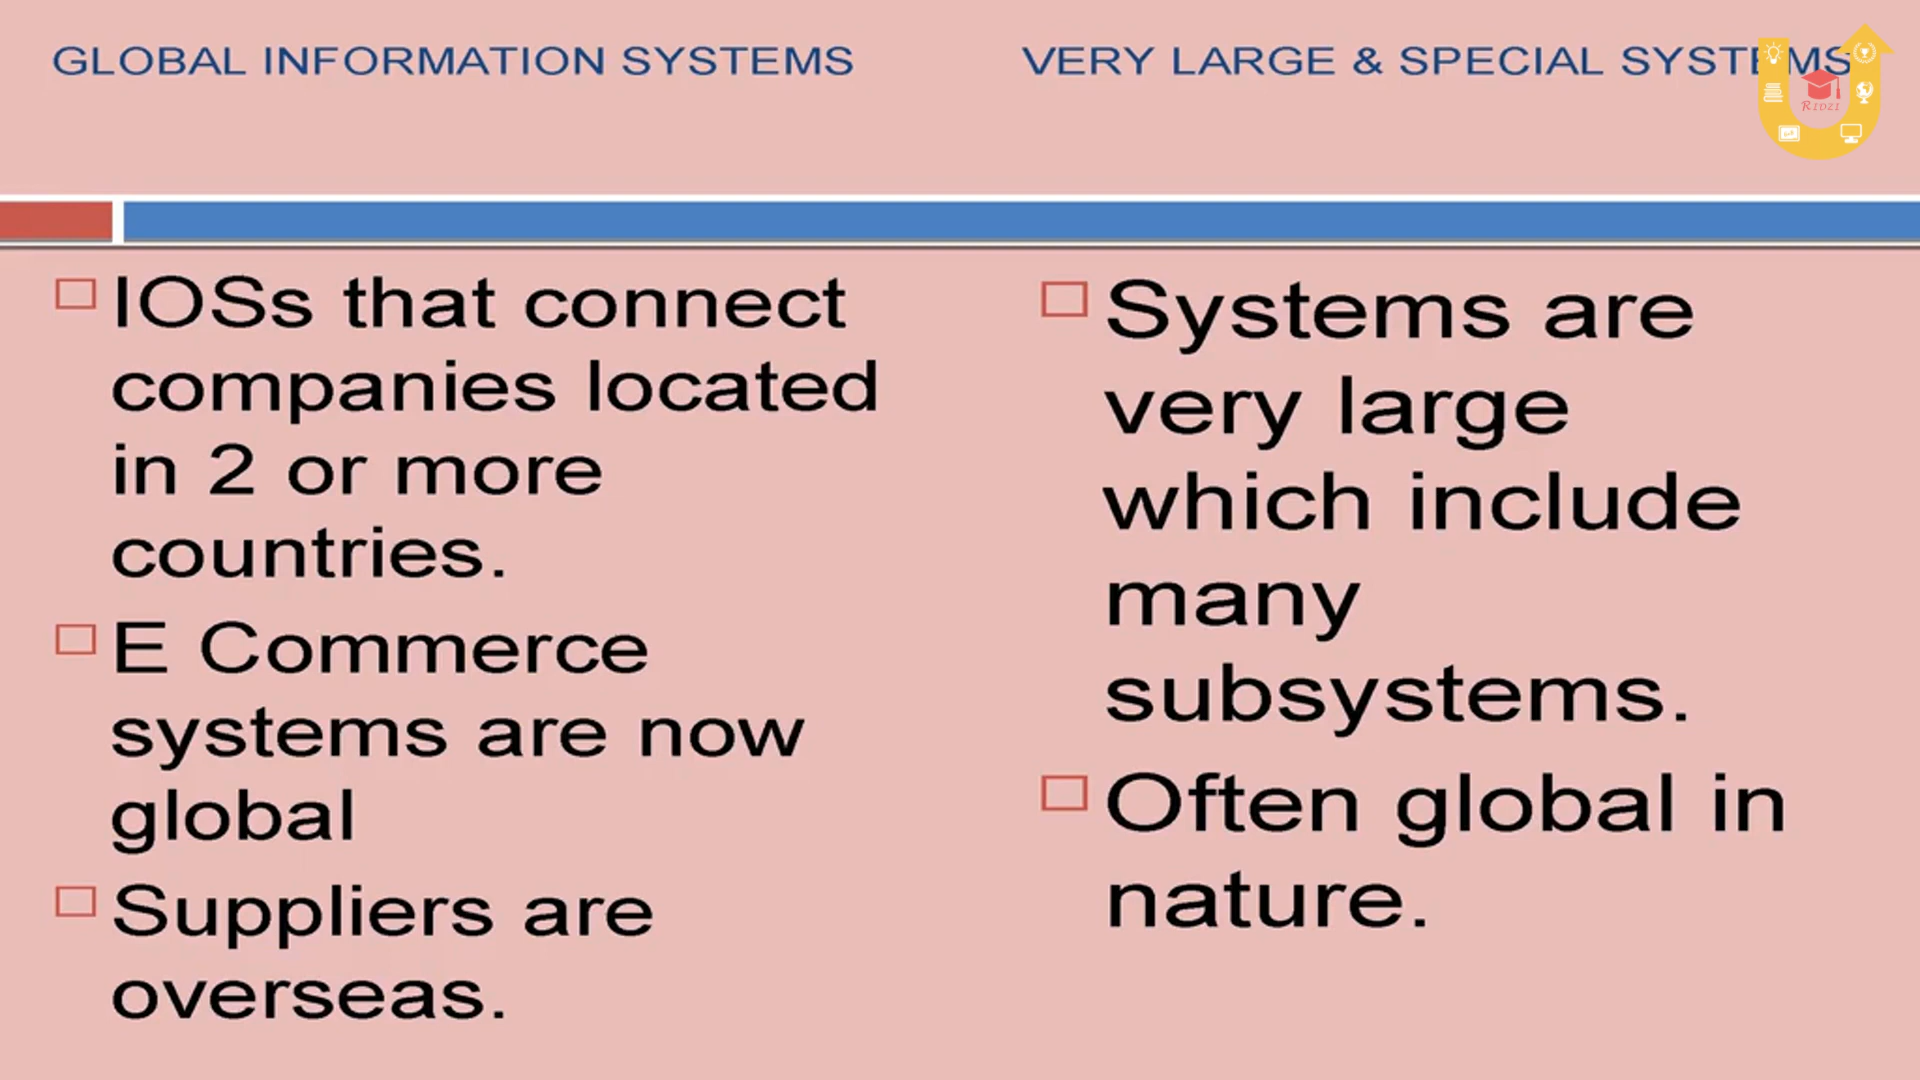 GLOBAL INFORMATION SYSTEMS
IOSs that connect
companies located
in 2 or more
countries.
E Commerce
systems are now
global
Suppliers are
overseas.
VERY LARGE & SPECIAL SYSTEMS
RIDZI
Systems are
very large
which include
many
subsystems.
Often global in
nature.